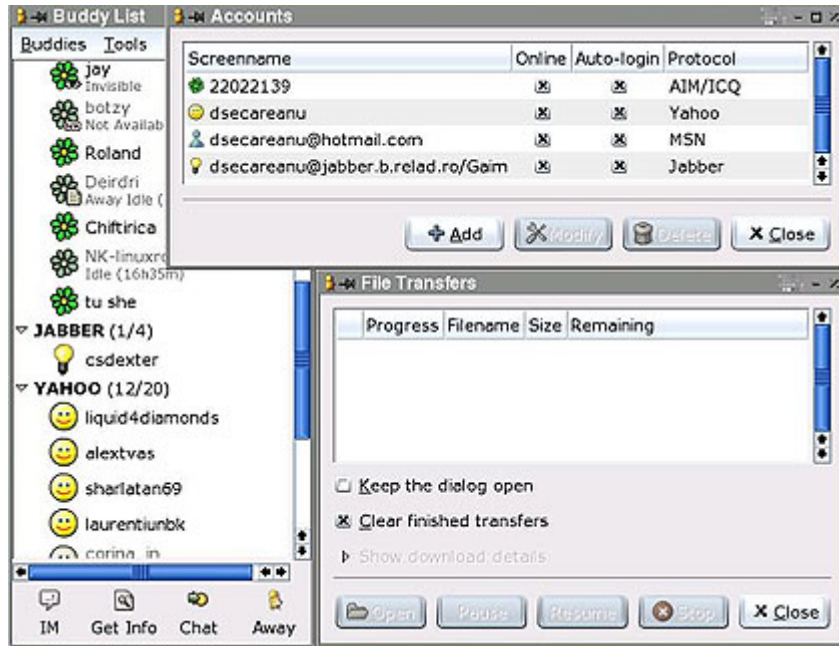 Buddy List
Buddies Tools
jay
Invisible
botzy
Not Availab
Roland
Deirdri
Away Idle (
Chiftirica
NK-linuxro
Idle (16h35m)
tu she
JABBER (1/4)
csdexter
YAHOO (12/20)
liquid4diamonds
alextvas
sharlatan69
laurentiunbk
corina_in
IM Get Info Chat Away
Accounts
Screenname Online Auto-login Protocol
22022139 AIM/ICQ
dsecareanu Yahoo
dsecareanu@hotmail.com MSN
dsecareanu@jabber.b.relad.ro/Gaim Jabber
Add Modify Delete Close
File Transfers
Progress Filename Size Remaining
Keep the dialog open
Clear finished transfers
Show download details
Open Pause Resume Stop Close